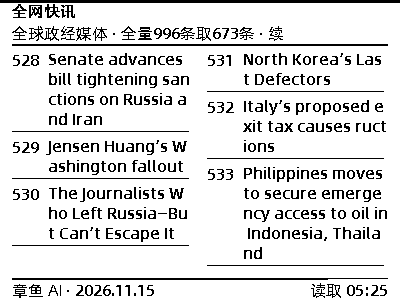 全网快讯
全球政经媒体 · 全量996条取673条 · 续
528 Senate advances
bill tightening san
ctions on Russia a
nd Iran
529 Jensen Huang's W
ashington fallout
530 The Journalists W
ho Left Russia—Bu
t Can't Escape It
531 North Korea's Las
t Defectors
532 Italy's proposed e
xit tax causes ruct
ions
533 Philippines moves
to secure emerge
ncy access to oil in
Indonesia, Thaila
nd
章鱼 AI · 2026.11.15
读取 05:25